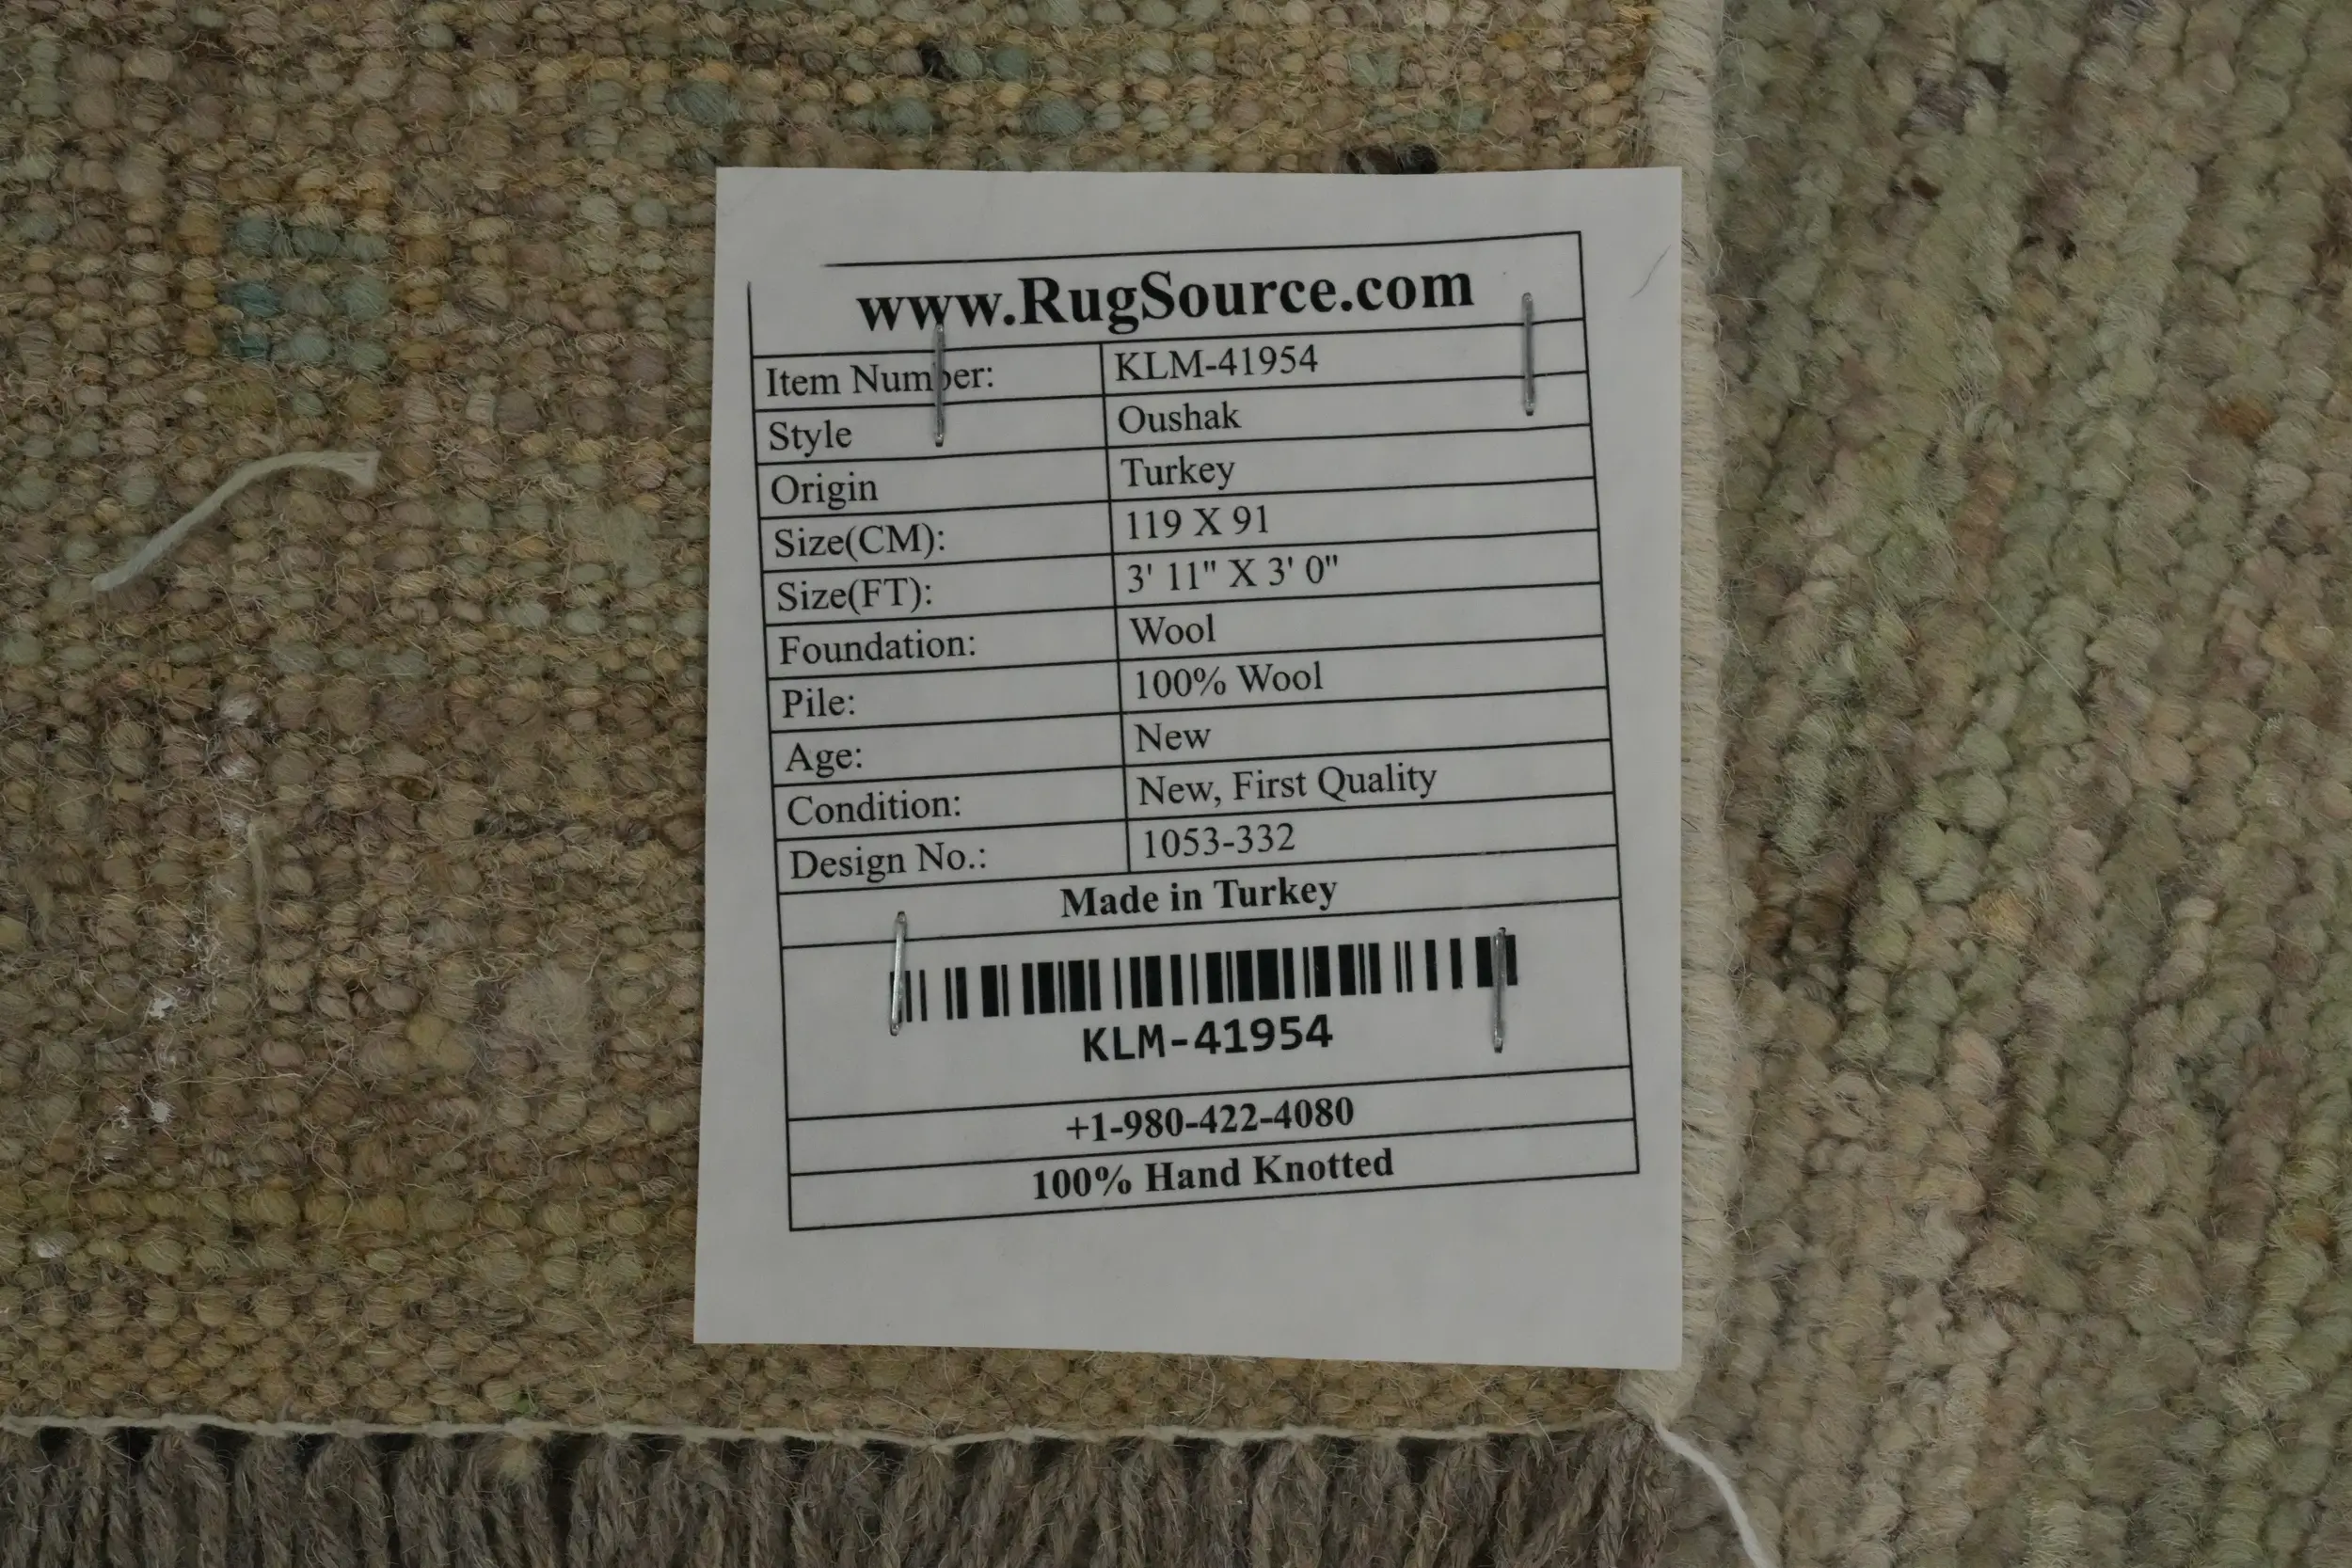 www.RugSource.com
Item Number: KLM-41954
Style Oushak
Origin Turkey
Size(CM): 119 X 91
Size(FT): 3' 11" X 3' 0"
Foundation: Wool
Pile: 100% Wool
Age: New
Condition: New, First Quality
Design No.: 1053-332
Made in Turkey
KLM-41954
+1-980-422-4080
100% Hand Knotted